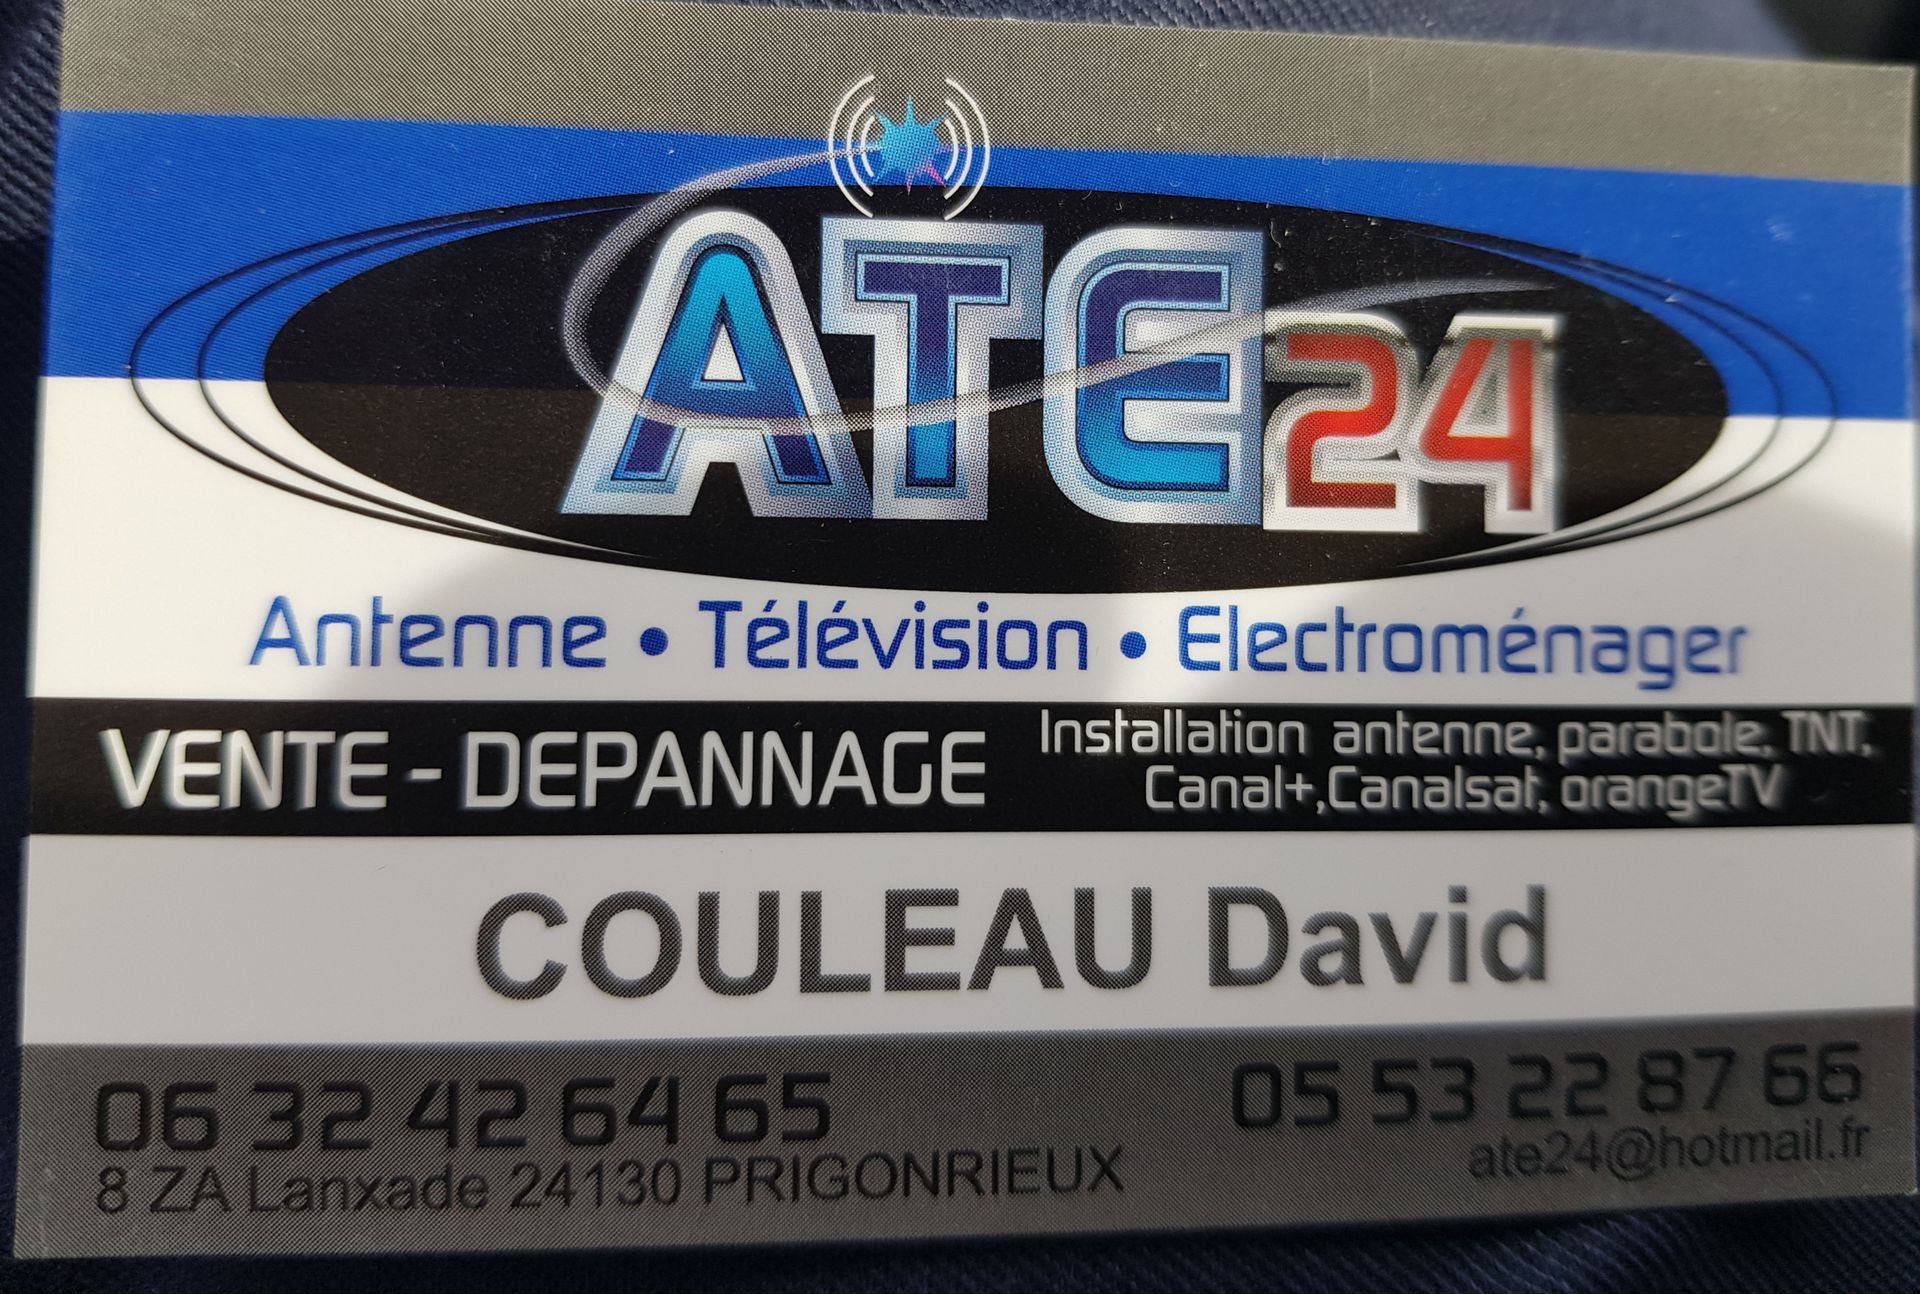 ATE24
Antenne • Télévision • Electroménager
VENTE - DEPANNAGE
Installation antenne, parabole, TNT,
Canal+,Canalsat, orangeTV
COULEAU David
06 32 42 64 65
05 53 22 87 66
8 ZA Lanxade 24130 PRIGONRIEUX
ate24@hotmail.fr